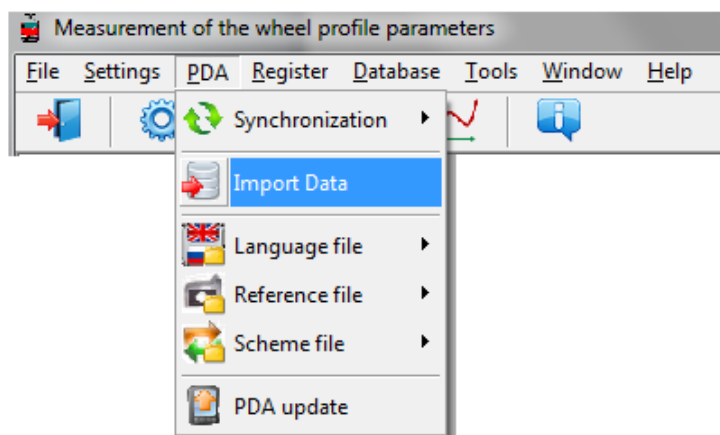 Measurement of the wheel profile parameters
File Settings PDA Register Database Tools Window Help
Synchronization
Import Data
Language file
Reference file
Scheme file
PDA update